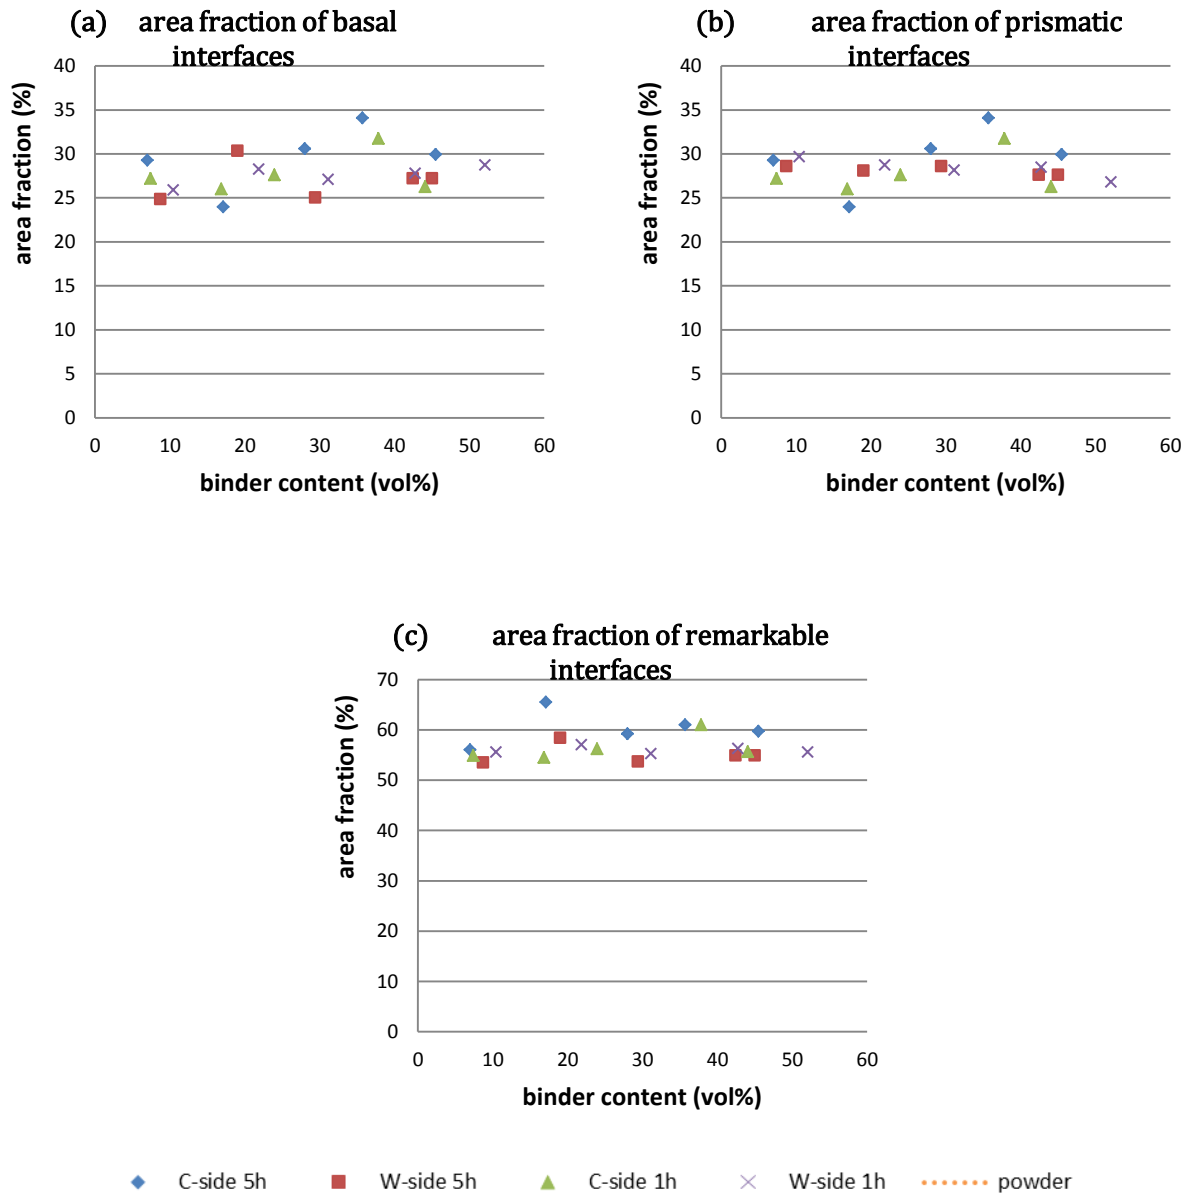 (a) area fraction of basal
interfaces
40
35
30
25
20
15
10
5
0
area fraction (%)
0 10 20 30 40 50 60
binder content (vol%)
(b) area fraction of prismatic
interfaces
40
35
30
25
20
15
10
5
0
area fraction (%)
0 10 20 30 40 50 60
binder content (vol%)
(c) area fraction of remarkable
interfaces
70
60
50
40
30
20
10
0
area fraction (%)
0 10 20 30 40 50 60
binder content (vol%)
C-side 5h W-side 5h C-side 1h W-side 1h powder